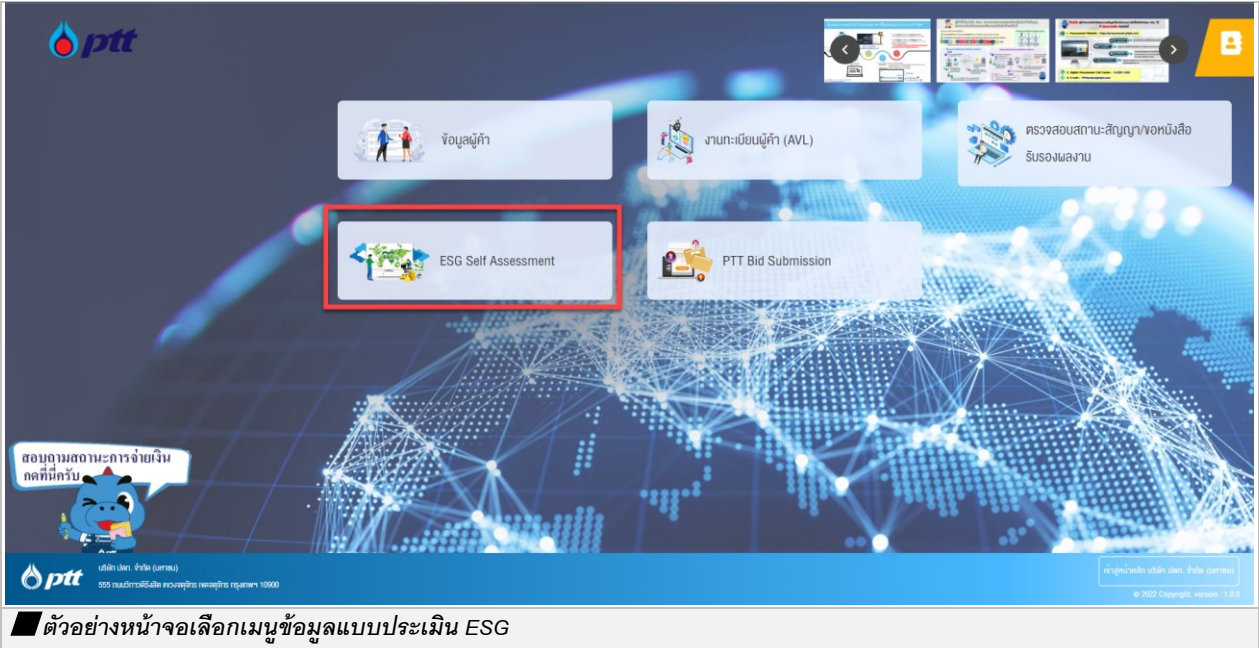 ptt
ข้อมูลผู้ค้า
งานทะเบียนผู้ค้า (AVL)
ตรวจสอบสถานะสัญญา/ขอหนังสือ
รับรองผลงาน
ESG Self Assessment
PTT Bid Submission
สอบถามสถานะการจ่ายเงิน
กดที่นี่ครับ
ptt
บริษัท ปตท. จำกัด (มหาชน)
555 ถนนวิภาวดีรังสิต แขวงจตุจักร เขตจตุจักร กรุงเทพฯ 10900
เข้าสู่หน้าหลัก บริษัท ปตท. จำกัด (มหาชน)
© 2022 Copyright. version : 1.0.0
ตัวอย่างหน้าจอเลือกเมนูข้อมูลแบบประเมิน ESG